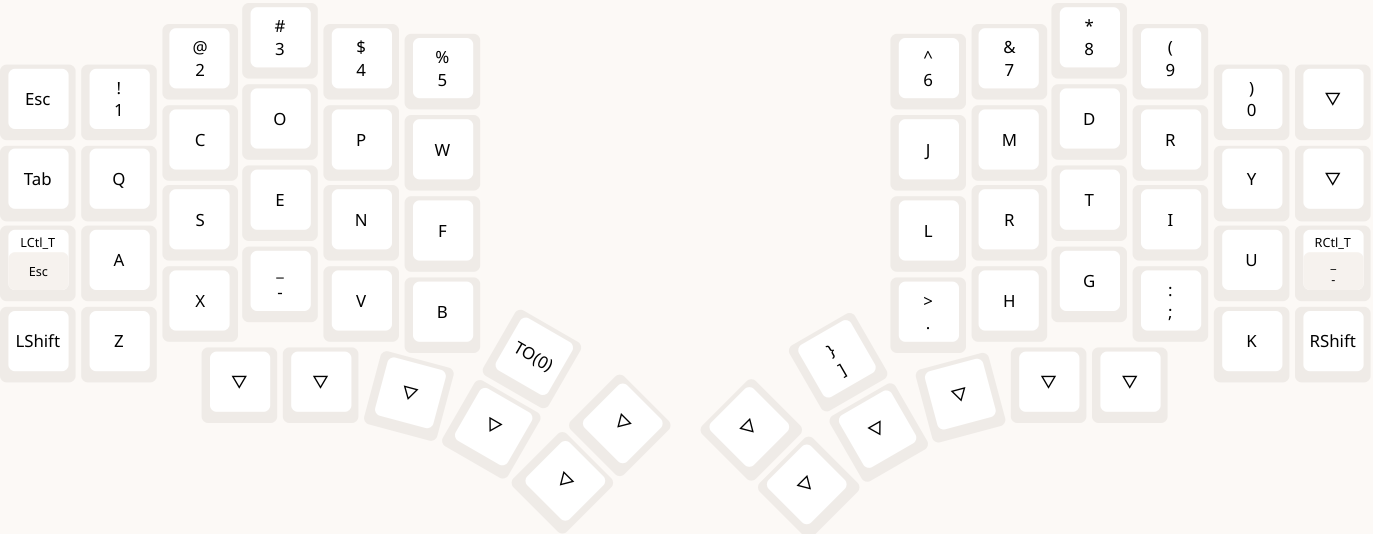 Esc
!
1
@
2
#
3
$
4
%
5
^
6
&
7
*
8
(
9
)
0
▽
Tab
Q
C
O
P
W
J
M
D
R
Y
▽
LCtl_T
Esc
A
S
E
N
F
L
R
T
I
U
RCtl_T
_
-
LShift
Z
X
_
-
V
B
>
.
H
G
:
;
K
RShift
▽
▽
▽
▽
TO(0)
▽
▽
}
]
▽
▽
▽
▽
▽
▽